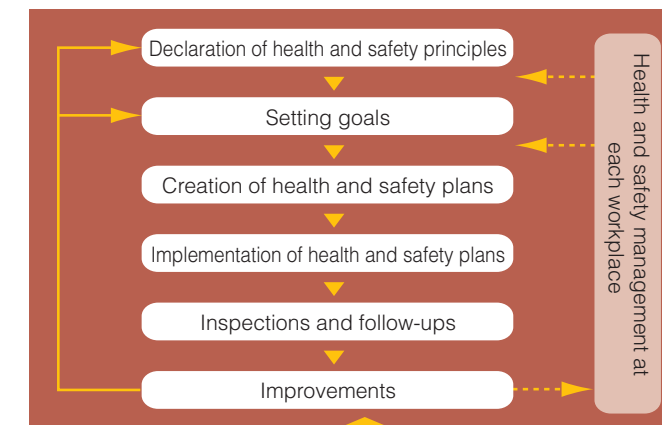 Declaration of health and safety principles
Setting goals
Creation of health and safety plans
Implementation of health and safety plans
Inspections and follow-ups
Improvements
Health and safety management at
each workplace